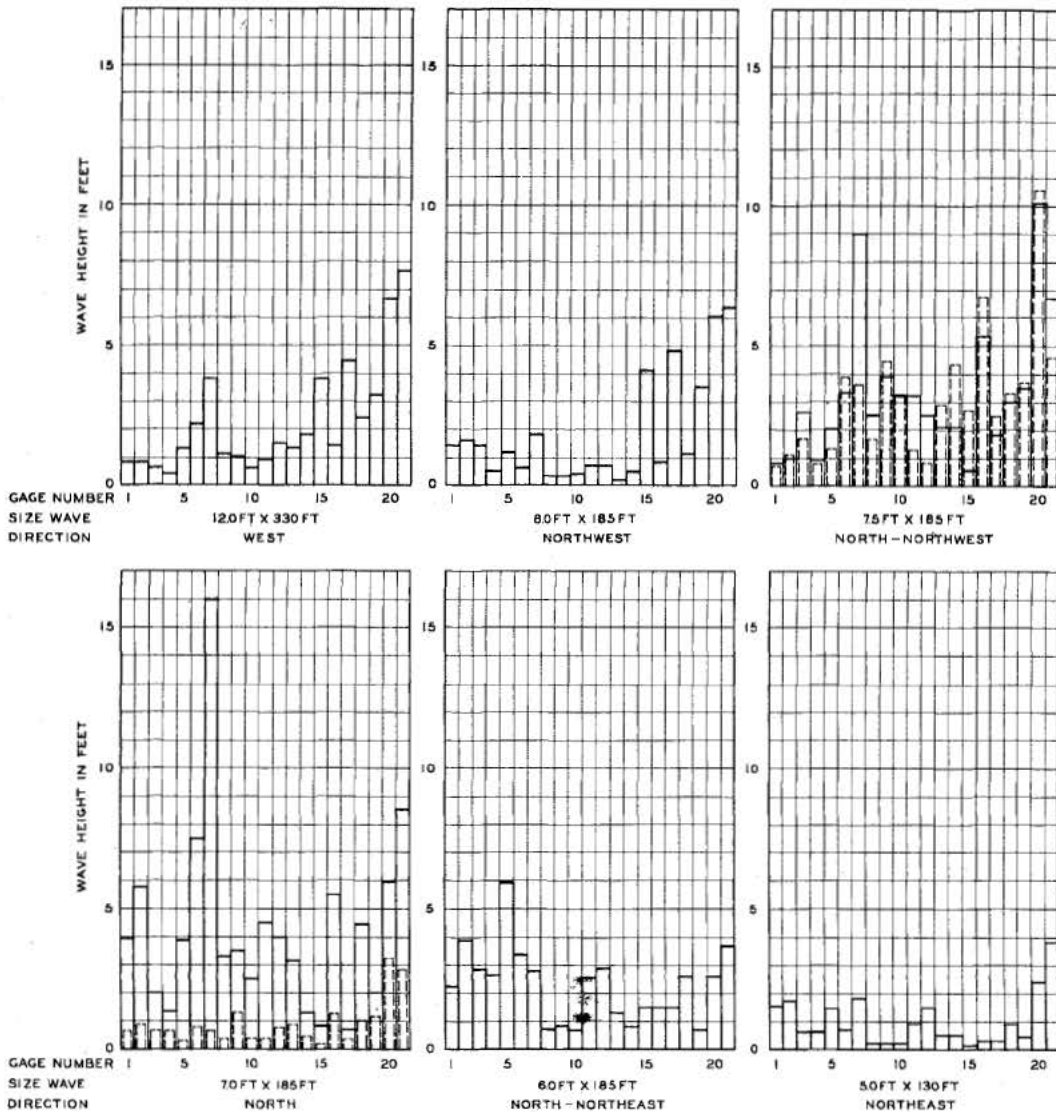 15 15 15
10 10 10
5 5 5
0 0 0
WAVE HEIGHT IN FEET
GAGE NUMBER 1 5 10 15 20 1 5 10 15 20 1 5 10 15 20
SIZE WAVE 12.0 FT X 330 FT 8.0 FT X 185 FT 7.5 FT X 185 FT
DIRECTION WEST NORTHWEST NORTH-NORTHWEST
15 15 15
10 10 10
5 5 5
0 0 0
WAVE HEIGHT IN FEET
GAGE NUMBER 1 5 10 15 20 1 5 10 15 20 1 5 10 15 20
SIZE WAVE 7.0 FT X 185 FT 6.0 FT X 185 FT 5.0 FT X 130 FT
DIRECTION NORTH NORTH-NORTHEAST NORTHEAST